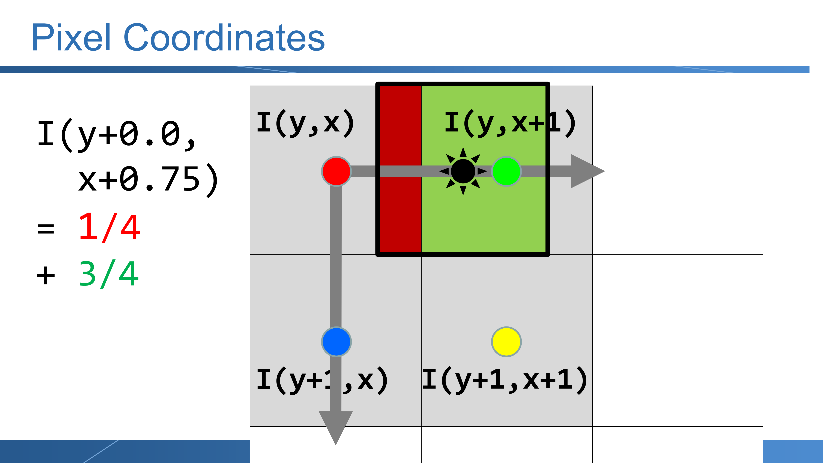 Pixel Coordinates
I(y+0.0,
x+0.75)
= 1/4
+ 3/4
I(y,x)
I(y,x+1)
I(y+1,x)
I(y+1,x+1)